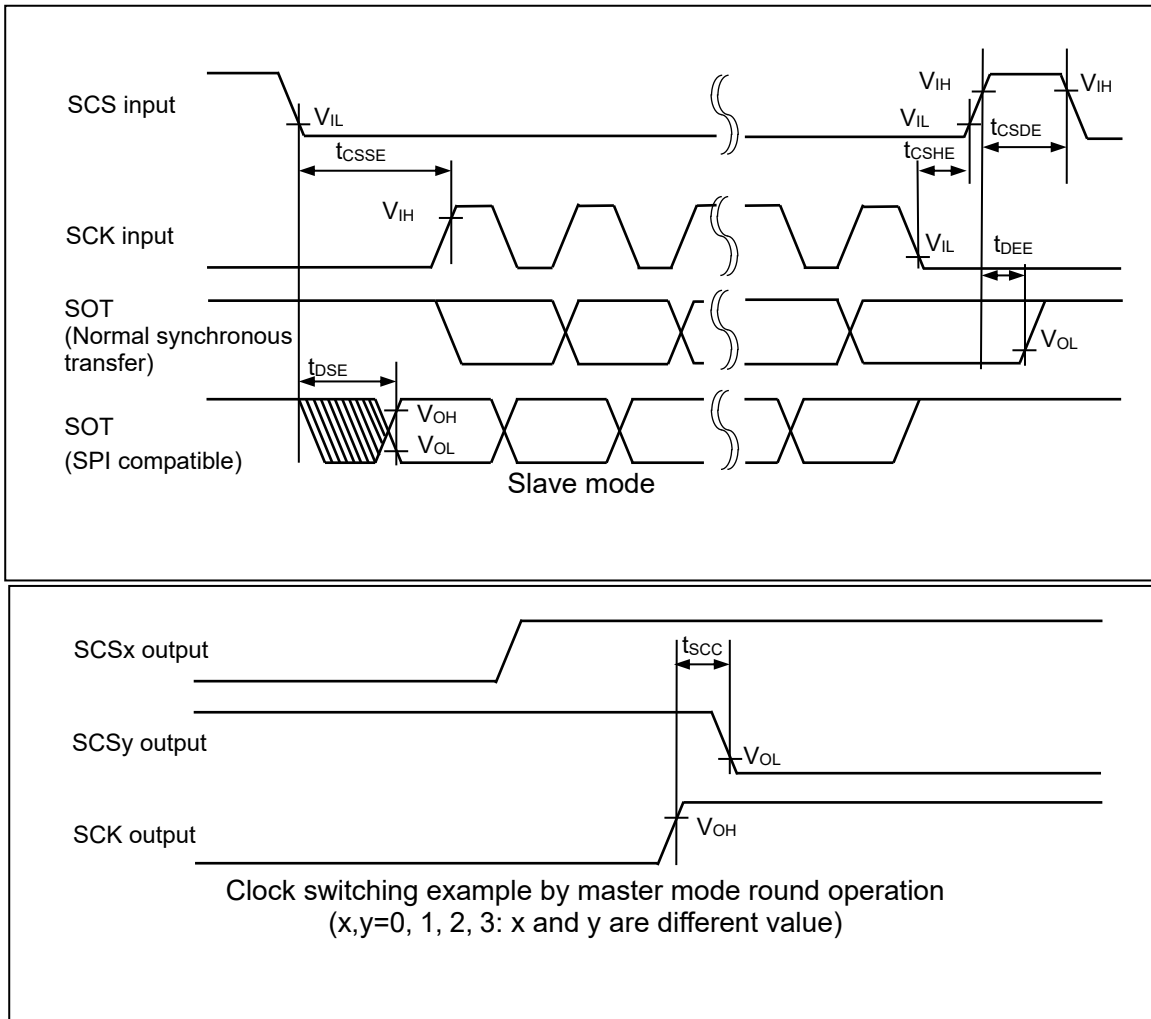 SCS input
VIL
VIH
VIH
VIL
tCSSE
tCSHE
tCSDE
SCK input
VIH
VIL
tDEE
SOT
(Normal synchronous
transfer)
VOL
tDSE
SOT
(SPI compatible)
VOH
VOL
Slave mode
SCSx output
tSCC
SCSy output
VOL
SCK output
VOH
Clock switching example by master mode round operation
(x,y=0, 1, 2, 3: x and y are different value)